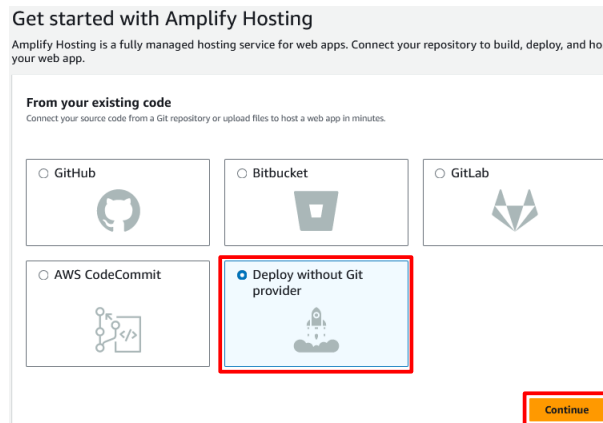 Get started with Amplify Hosting
Amplify Hosting is a fully managed hosting service for web apps. Connect your repository to build, deploy, and ho
your web app.
From your existing code
Connect your source code from a Git repository or upload files to host a web app in minutes.
GitHub
Bitbucket
GitLab
AWS CodeCommit
Deploy without Git
provider
</>
Continue